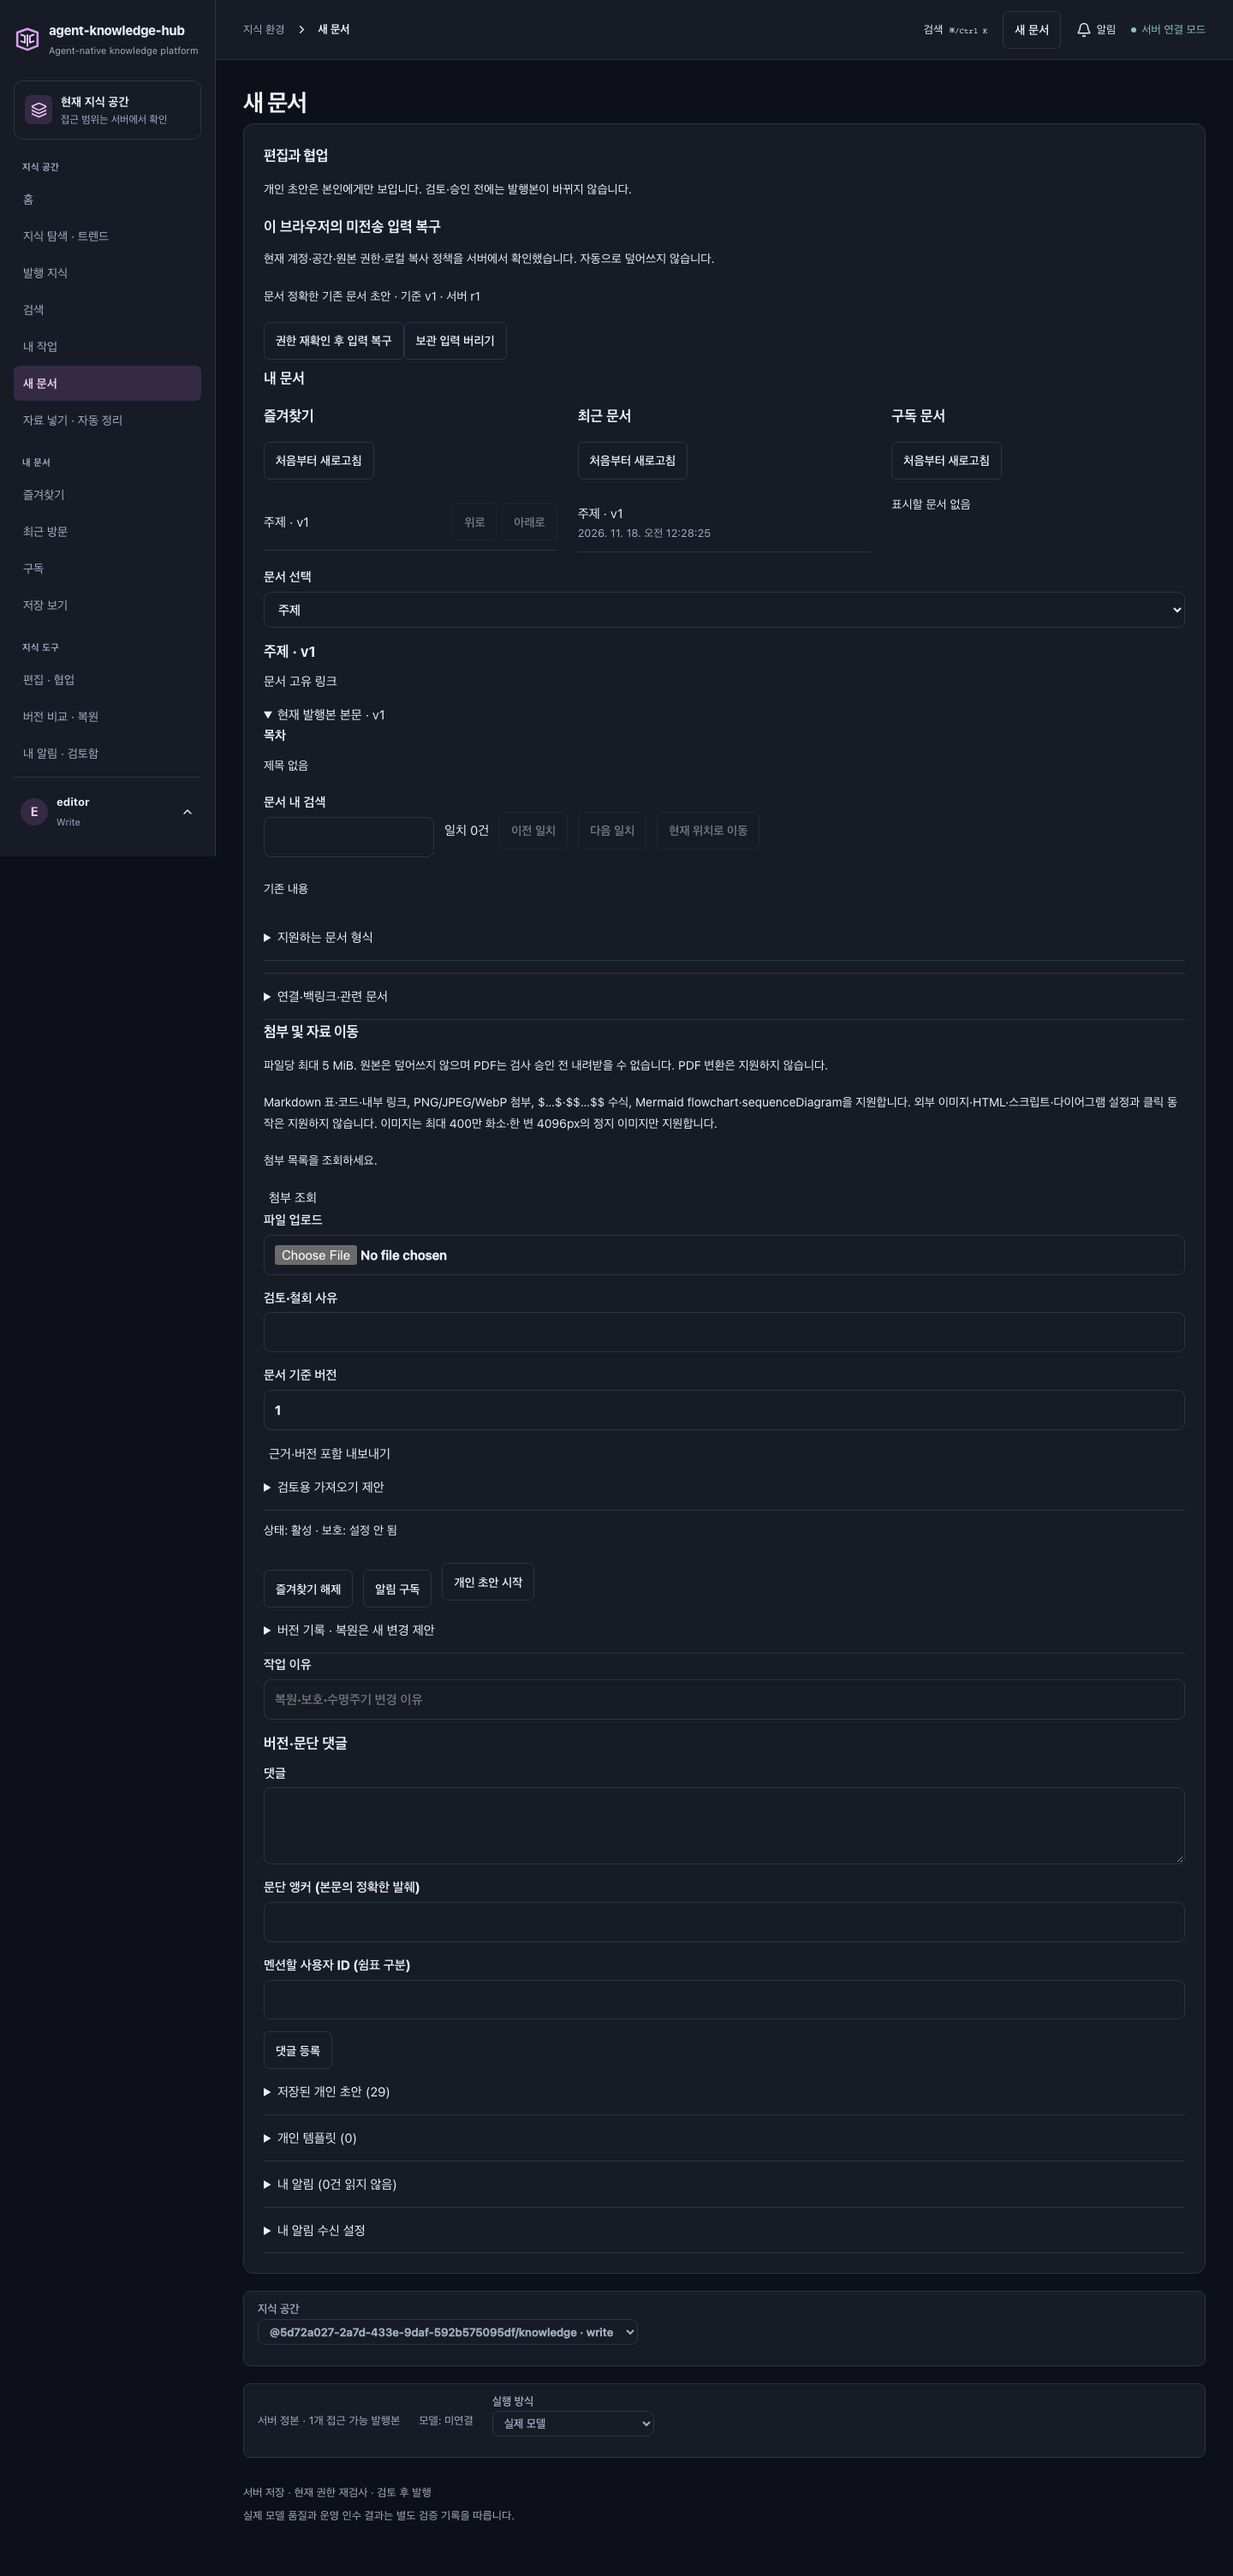 agent-knowledge-hub
Agent-native knowledge platform
현재 지식 공간
접근 범위는 서버에서 확인
지식 공간
홈
지식 탐색 · 트렌드
발행 지식
검색
내 작업
새 문서
자료 넣기 · 자동 정리
내 문서
즐겨찾기
최근 방문
구독
저장 보기
지식 도구
편집 · 협업
버전 비교 · 복원
내 알림 · 검토함
E
editor
Write
지식 환경
새 문서
검색 ⌘/Ctrl K
새 문서
알림
서버 연결 모드
새 문서
편집과 협업
개인 초안은 본인에게만 보입니다. 검토·승인 전에는 발행본이 바뀌지 않습니다.
이 브라우저의 미전송 입력 복구
현재 계정·공간·원본 권한·로컬 복사 정책을 서버에서 확인했습니다. 자동으로 덮어쓰지 않습니다.
문서 정확한 기존 문서 초안 · 기준 v1 · 서버 r1
권한 재확인 후 입력 복구 보관 입력 버리기
내 문서
즐겨찾기
처음부터 새로고침
주제 · v1 위로 아래로
최근 문서
처음부터 새로고침
주제 · v1
2026. 11. 18. 오전 12:28:25
구독 문서
처음부터 새로고침
표시할 문서 없음
문서 선택
주제
주제 · v1
문서 고유 링크
▼ 현재 발행본 본문 · v1
목차
제목 없음
문서 내 검색
일치 0건 이전 일치 다음 일치 현재 위치로 이동
기존 내용
▶ 지원하는 문서 형식
▶ 연결·백링크·관련 문서
첨부 및 자료 이동
파일당 최대 5 MiB. 원본은 덮어쓰지 않으며 PDF는 검사 승인 전 내려받을 수 없습니다. PDF 변환은 지원하지 않습니다.
Markdown 표·코드·내부 링크, PNG/JPEG/WebP 첨부, $…$·$$…$$ 수식, Mermaid flowchart·sequenceDiagram을 지원합니다. 외부 이미지·HTML·스크립트·다이어그램 설정과 클릭 동
작은 지원하지 않습니다. 이미지는 최대 400만 화소·한 변 4096px의 정지 이미지만 지원합니다.
첨부 목록을 조회하세요.
첨부 조회
파일 업로드
Choose File No file chosen
검토·철회 사유
문서 기준 버전
1
근거·버전 포함 내보내기
▶ 검토용 가져오기 제안
상태: 활성 · 보호: 설정 안 됨
즐겨찾기 해제 알림 구독 개인 초안 시작
▶ 버전 기록 · 복원은 새 변경 제안
작업 이유
복원·보호·수명주기 변경 이유
버전·문단 댓글
댓글
문단 앵커 (본문의 정확한 발췌)
멘션할 사용자 ID (쉼표 구분)
댓글 등록
▶ 저장된 개인 초안 (29)
▶ 개인 템플릿 (0)
▶ 내 알림 (0건 읽지 않음)
▶ 내 알림 수신 설정
지식 공간
@5d72a027-2a7d-433e-9daf-592b575095df/knowledge · write
서버 정본 · 1개 접근 가능 발행본 모델: 미연결
실행 방식
실제 모델
서버 저장 · 현재 권한 재검사 · 검토 후 발행
실제 모델 품질과 운영 인수 결과는 별도 검증 기록을 따릅니다.